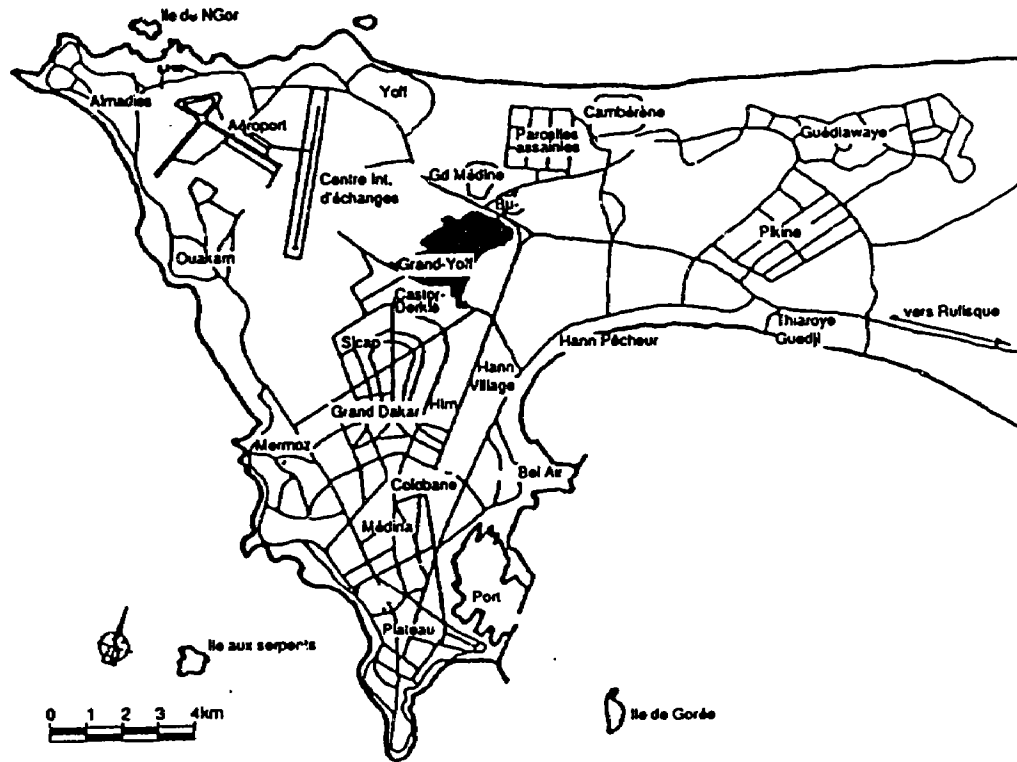 Ile de NGor
Almadies
Aéroport
Yoff
Cambérène
Parcelles
assainies
Guédiawaye
Gd Médine
Centre Int.
d'échanges
Pikine
Ouakam
Grand-Yoff
Castor-
Derklé
vers Rufisque
Thiaroye
Guedji
Sicap
Hann Pêcheur
Hann
Village
Grand Dakar
Mermoz
Bel Air
Colobane
Médina
Port
Plateau
Ile aux serpents
Ile de Gorée
0 1 2 3 4km